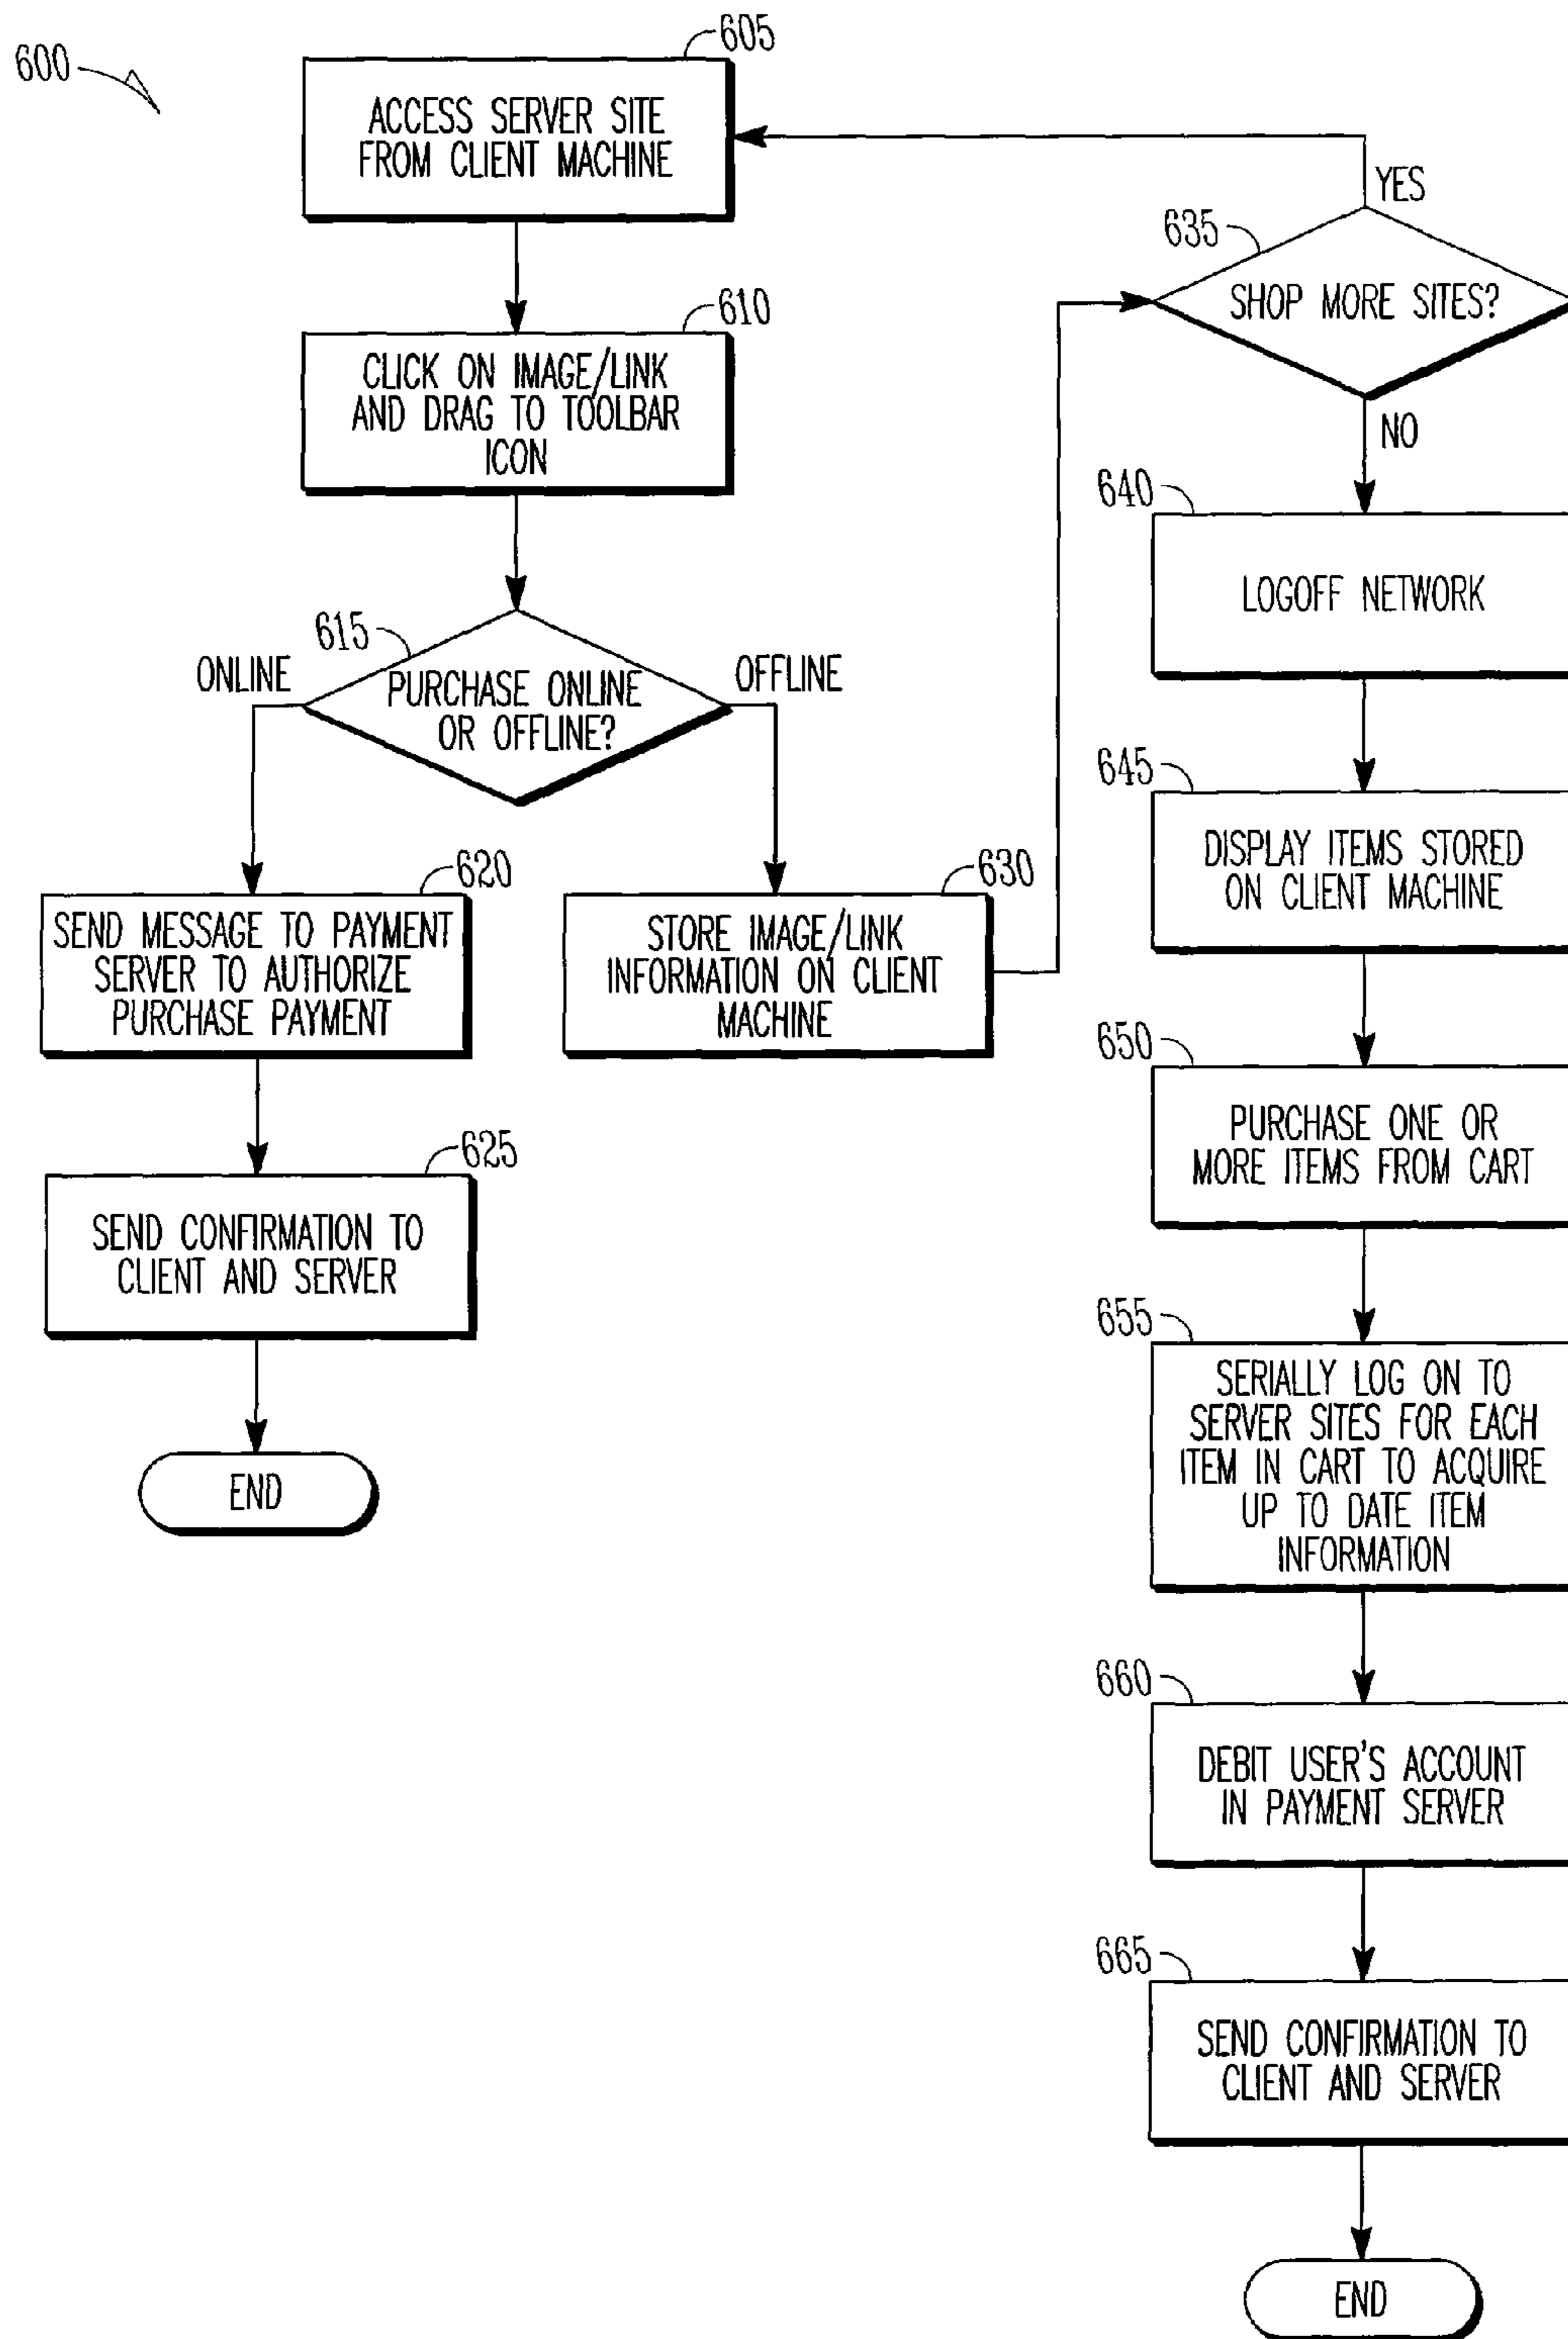 600
605
ACCESS SERVER SITE
FROM CLIENT MACHINE
610
CLICK ON IMAGE/LINK
AND DRAG TO TOOLBAR
ICON
615
PURCHASE ONLINE
OR OFFLINE?
ONLINE
OFFLINE
620
SEND MESSAGE TO PAYMENT
SERVER TO AUTHORIZE
PURCHASE PAYMENT
625
SEND CONFIRMATION TO
CLIENT AND SERVER
END
630
STORE IMAGE/LINK
INFORMATION ON CLIENT
MACHINE
635
SHOP MORE SITES?
YES
NO
640
LOGOFF NETWORK
645
DISPLAY ITEMS STORED
ON CLIENT MACHINE
650
PURCHASE ONE OR
MORE ITEMS FROM CART
655
SERIALLY LOG ON TO
SERVER SITES FOR EACH
ITEM IN CART TO ACQUIRE
UP TO DATE ITEM
INFORMATION
660
DEBIT USER'S ACCOUNT
IN PAYMENT SERVER
665
SEND CONFIRMATION TO
CLIENT AND SERVER
END